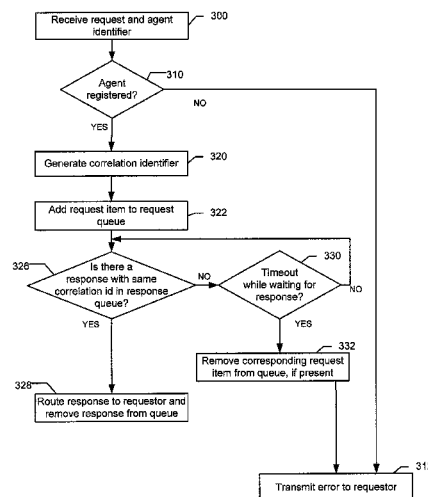 Receive request and agent
identifier
300
310
Agent
registered?
NO
YES
320
Generate correlation identifier
Add request item to request
queue
322
326
Is there a
response with same
correlation id in response
queue?
NO
330
Timeout
while waiting for
response?
NO
YES
YES
332
Remove corresponding request
item from queue, if present
328
Route response to requestor and
remove response from queue
Transmit error to requestor